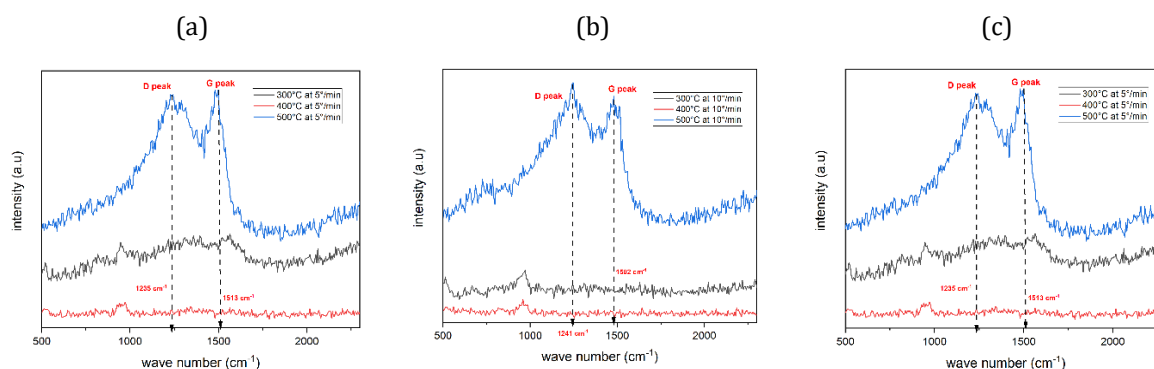 (a)
(b)
(c)
D peak
G peak
300°C at 5°/min
400°C at 5°/min
500°C at 5°/min
1235 cm⁻¹
1513 cm⁻¹
intensity (a.u)
500
1000
1500
2000
wave number (cm⁻¹)
D peak
G peak
300°C at 10°/min
400°C at 10°/min
500°C at 10°/min
1502 cm⁻¹
1241 cm⁻¹
intensity (a.u)
500
1000
1500
2000
wave number (cm⁻¹)
D peak
G peak
300°C at 5°/min
400°C at 5°/min
500°C at 5°/min
1235 cm⁻¹
1513 cm⁻¹
intensity (a.u)
500
1000
1500
2000
wave number (cm⁻¹)